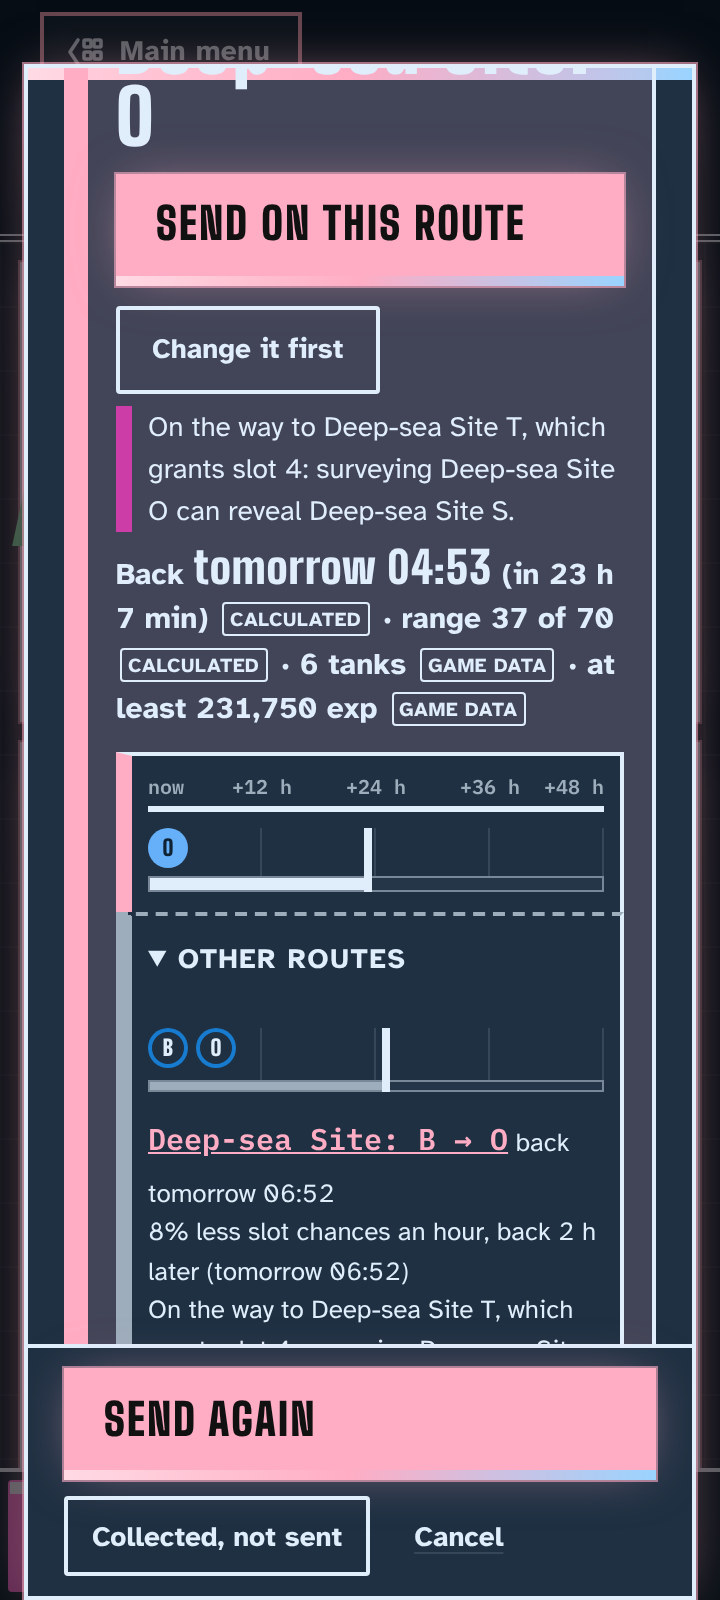 Main menu
Deep-sea Site:
O
SEND ON THIS ROUTE
Change it first
On the way to Deep-sea Site T, which
grants slot 4: surveying Deep-sea Site
O can reveal Deep-sea Site S.
Back tomorrow 04:53 (in 23 h
7 min) CALCULATED · range 37 of 70
CALCULATED · 6 tanks GAME DATA · at
least 231,750 exp GAME DATA
now +12 h +24 h +36 h +48 h
O
▼ OTHER ROUTES
B O
Deep-sea Site: B → O back
tomorrow 06:52
8% less slot chances an hour, back 2 h
later (tomorrow 06:52)
On the way to Deep-sea Site T, which
SEND AGAIN
Collected, not sent Cancel